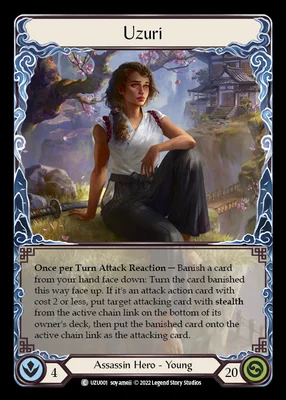 Uzuri
Once per Turn Attack Reaction — Banish a card
from your hand face down: Turn the card banished
this way face up. If it's an attack action card with
cost 2 or less, put target attacking card with stealth
from the active chain link on the bottom of its
owner's deck, then put the banished card onto the
active chain link as the attacking card.
4
Assassin Hero - Young
20
C UZU001 soyameii © 2022 Legend Story Studios